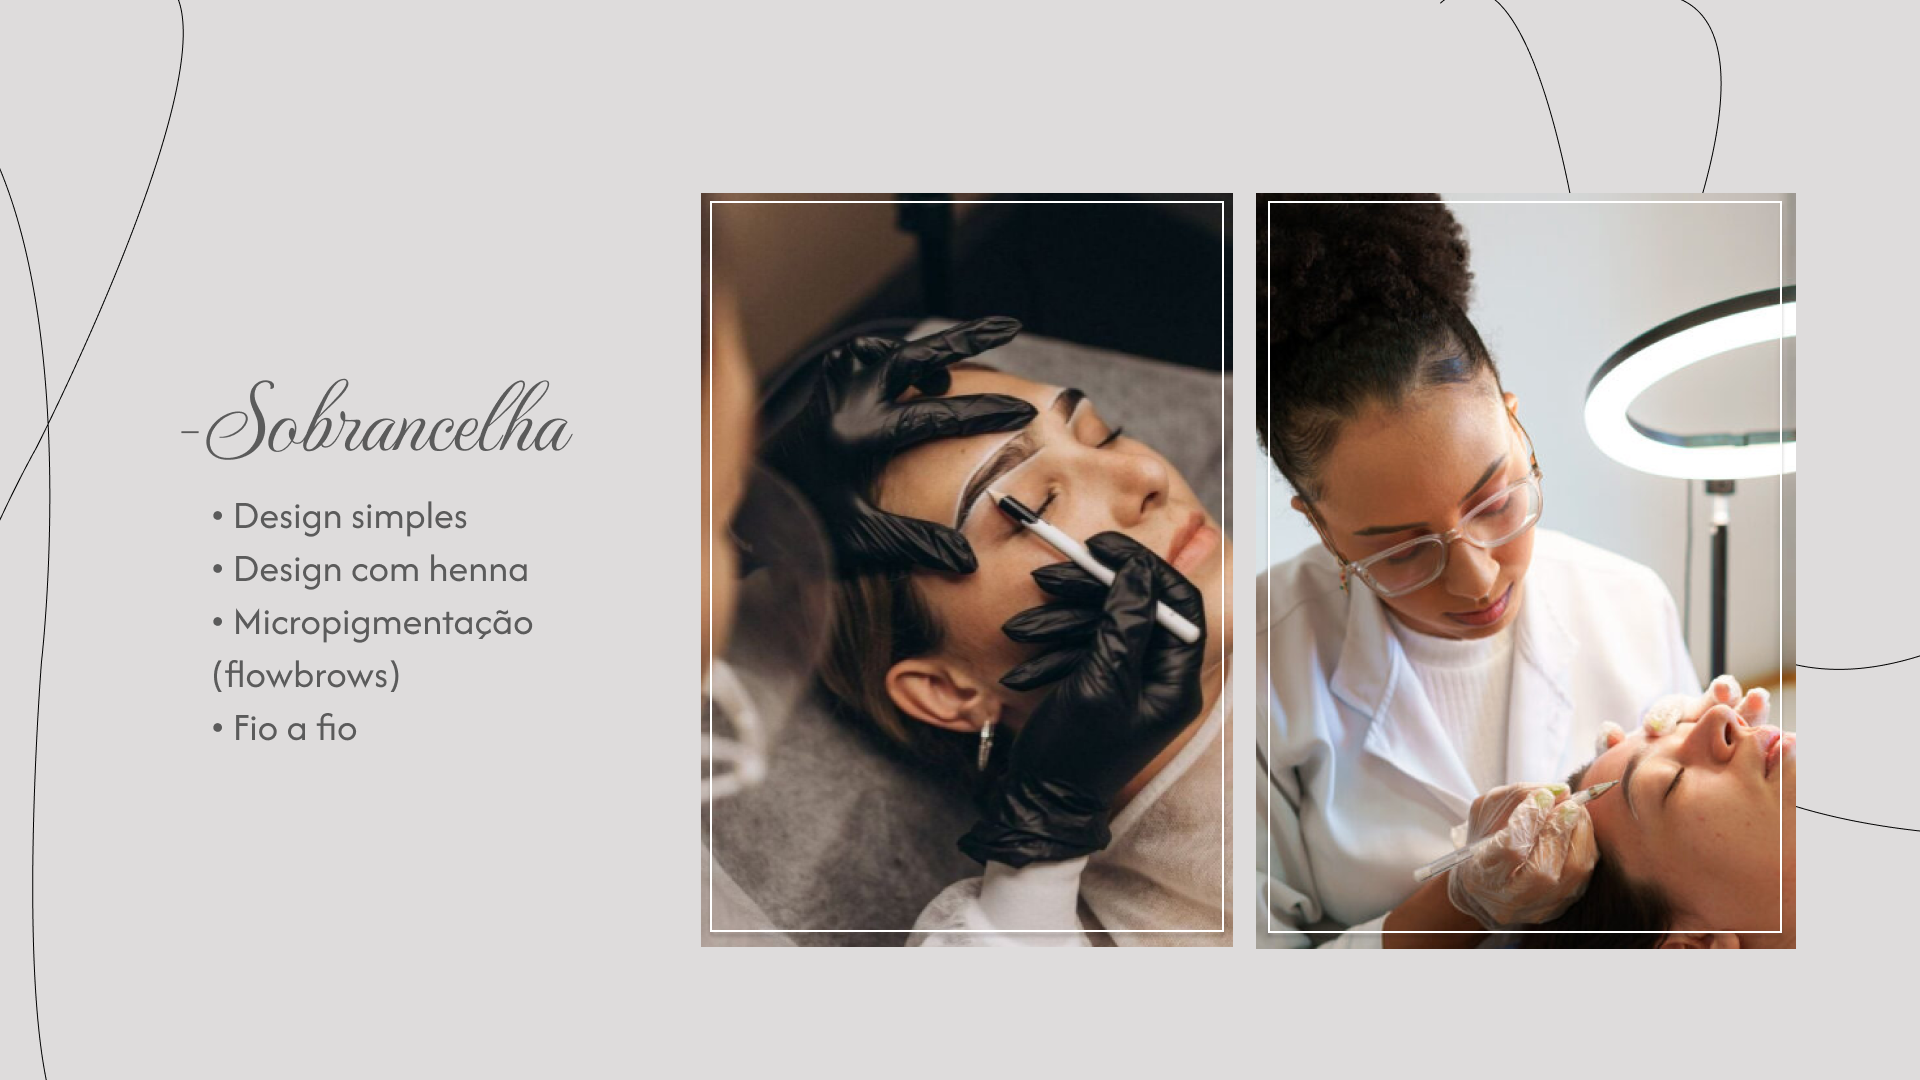 -Sobrancelha
• Design simples
• Design com henna
• Micropigmentação
(flowbrows)
• Fio a fio